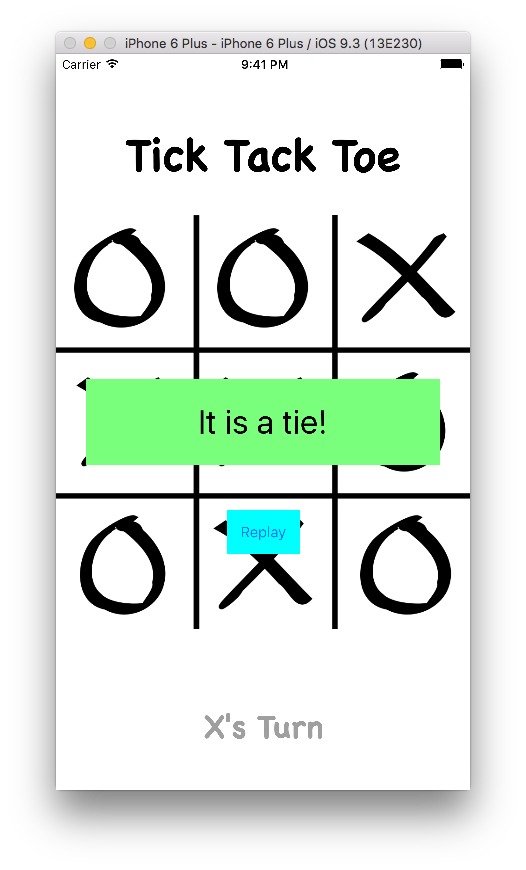 iPhone 6 Plus - iPhone 6 Plus / iOS 9.3 (13E230)
Carrier 9:41 PM
Tick Tack Toe
It is a tie!
Replay
X's Turn